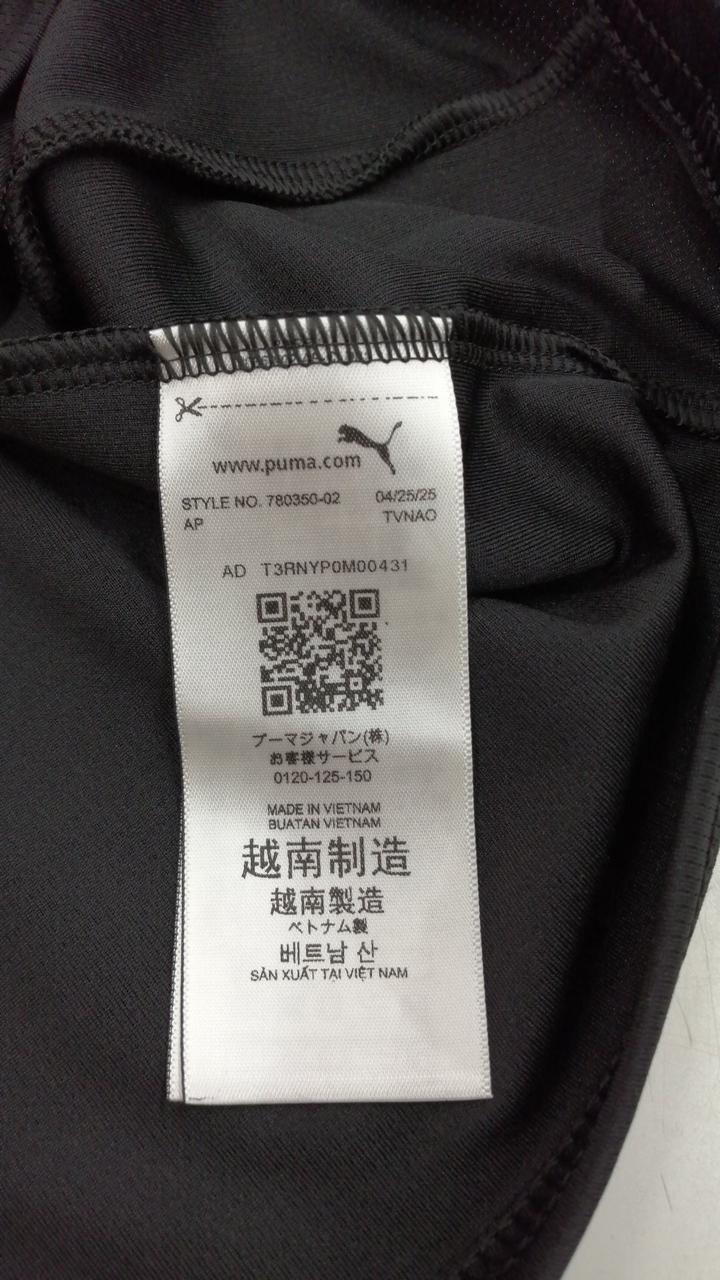 www.puma.com
STYLE NO. 780350-02 04/25/25
AP TVNAO
AD T3RNYP0M00431
プーマジャパン(株)
お客様サービス
0120-125-150
MADE IN VIETNAM
BUATAN VIETNAM
越南制造
越南製造
ベトナム製
베트남 산
SẢN XUẤT TẠI VIỆT NAM